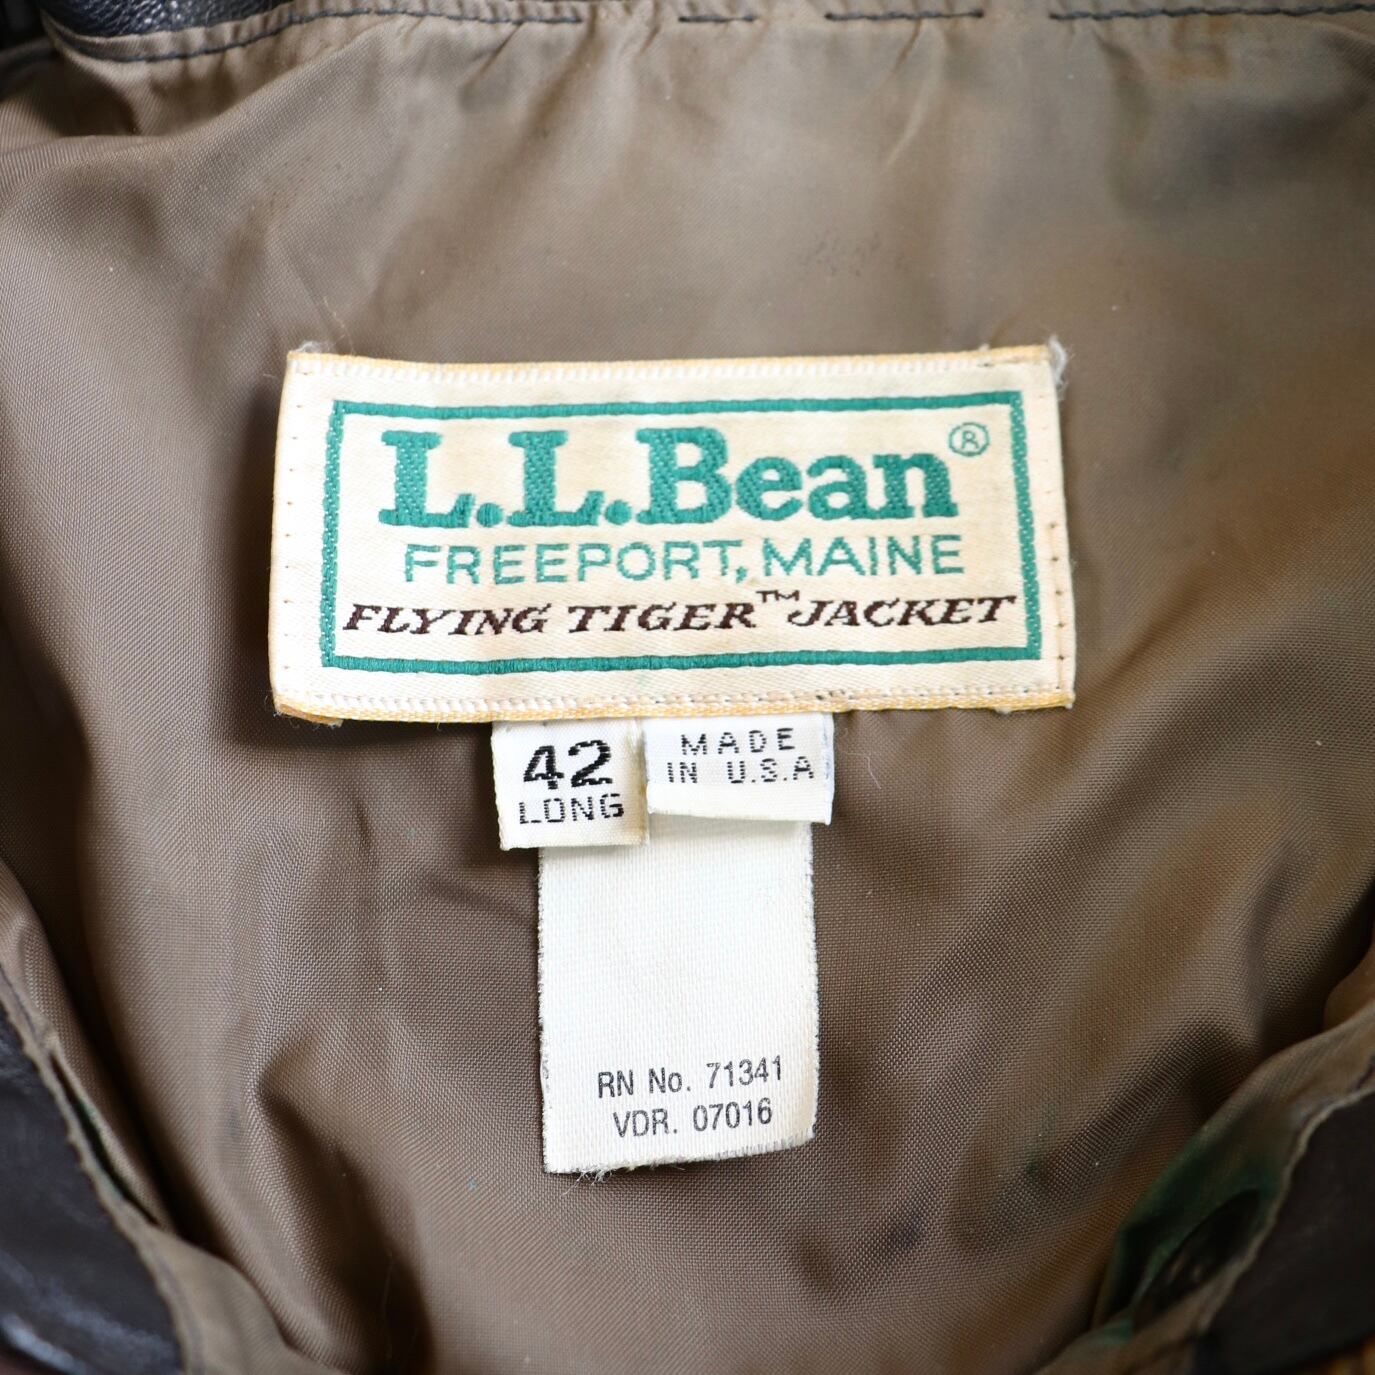 L.L.Bean®
FREEPORT, MAINE
FLYING TIGER™ JACKET
42
LONG
MADE
IN U.S.A
RN No. 71341
VDR. 07016